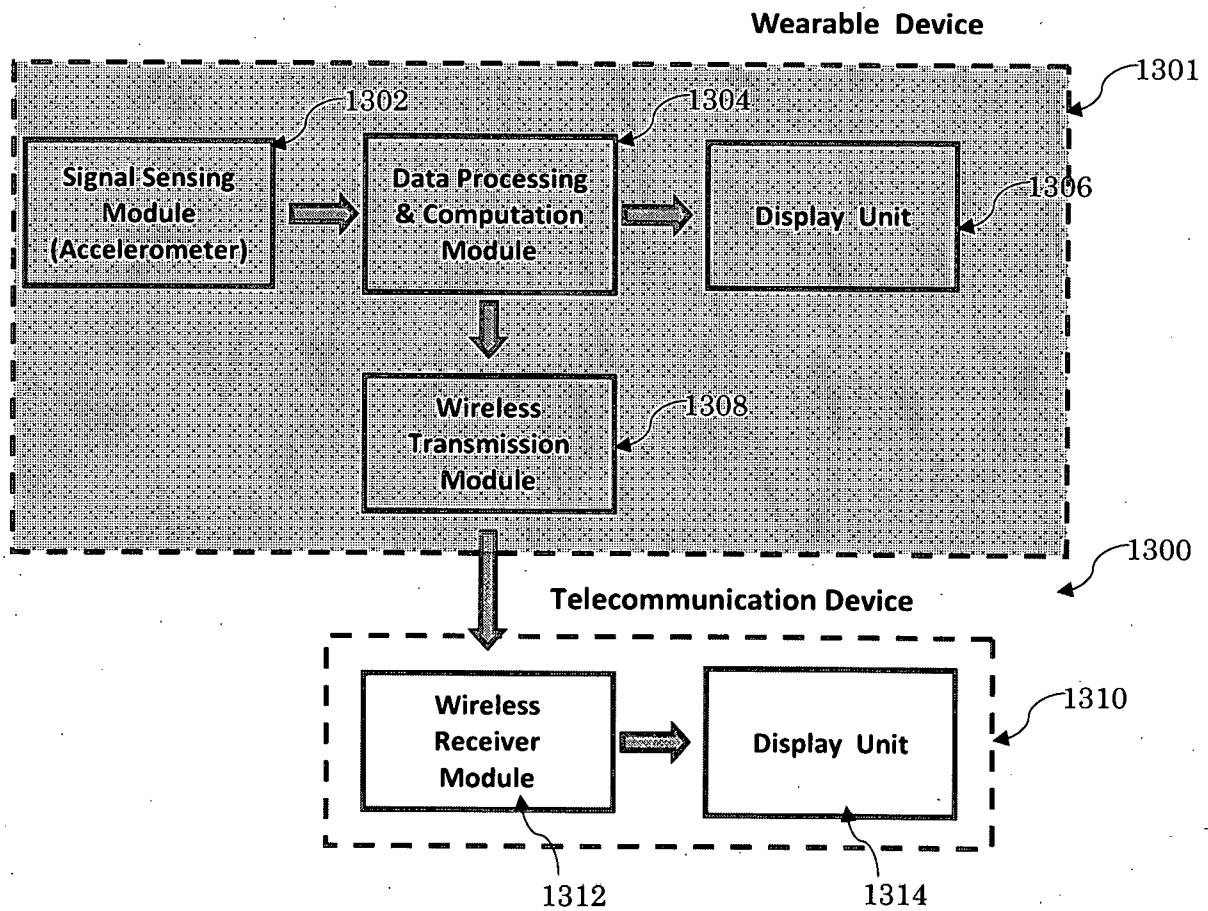 Wearable Device
1301
1302
1304
1306
Signal Sensing
Module
(Accelerometer)
Data Processing
& Computation
Module
Display Unit
1308
Wireless
Transmission
Module
1300
Telecommunication Device
1310
Wireless
Receiver
Module
Display Unit
1312
1314